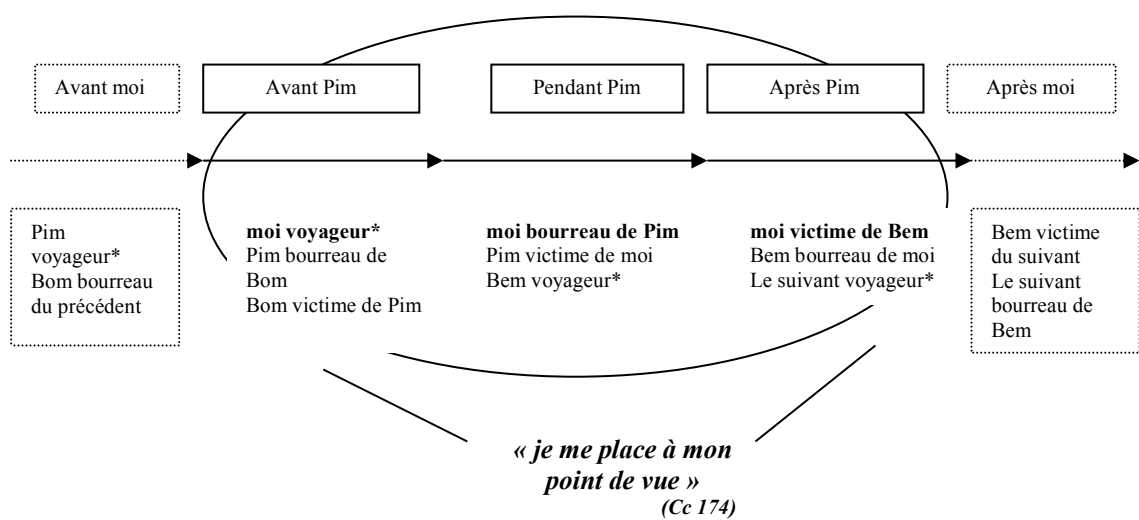 Avant moi
Avant Pim
Pendant Pim
Après Pim
Après moi
Pim
voyageur*
Bom bourreau
du précédent
moi voyageur*
Pim bourreau de
Bom
Bom victime de Pim
moi bourreau de Pim
Pim victime de moi
Bem voyageur*
moi victime de Bem
Bem bourreau de moi
Le suivant voyageur*
Bem victime
du suivant
Le suivant
bourreau de
Bem
« je me place à mon
point de vue »
(Cc 174)